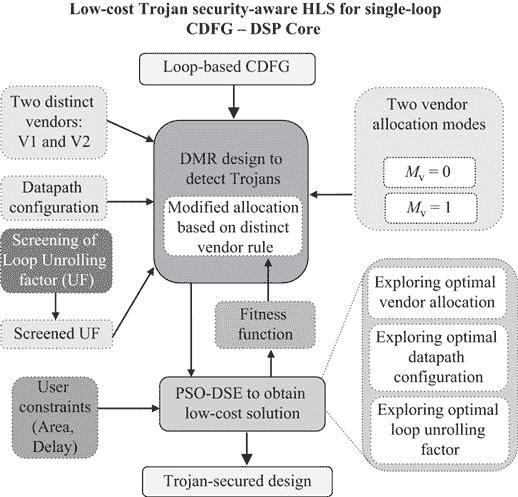 Low-cost Trojan security-aware HLS for single-loop
CDFG – DSP Core
Loop-based CDFG
Two distinct
vendors:
V1 and V2
Datapath
configuration
Screening of
Loop Unrolling
factor (UF)
Screened UF
User
constraints
(Area,
Delay)
DMR design to
detect Trojans
Modified allocation
based on distinct
vendor rule
Fitness
function
PSO-DSE to obtain
low-cost solution
Trojan-secured design
Two vendor
allocation modes
Mv = 0
Mv = 1
Exploring optimal
vendor allocation
Exploring optimal
datapath
configuration
Exploring optimal
loop unrolling
factor